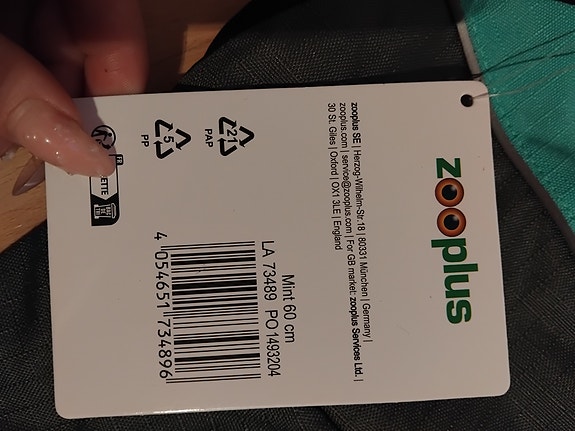 zooplus
zooplus SE | Herzog-Wilhelm-Str.18 | 80331 München | Germany |
zooplus.com | service@zooplus.com | For GB market: zooplus Services Ltd. |
30 St. Giles | Oxford | OX1 3LE | England
21
PAP
5
PP
FR
Mint 60 cm
LA 73489 PO1493204
4 054651 734896